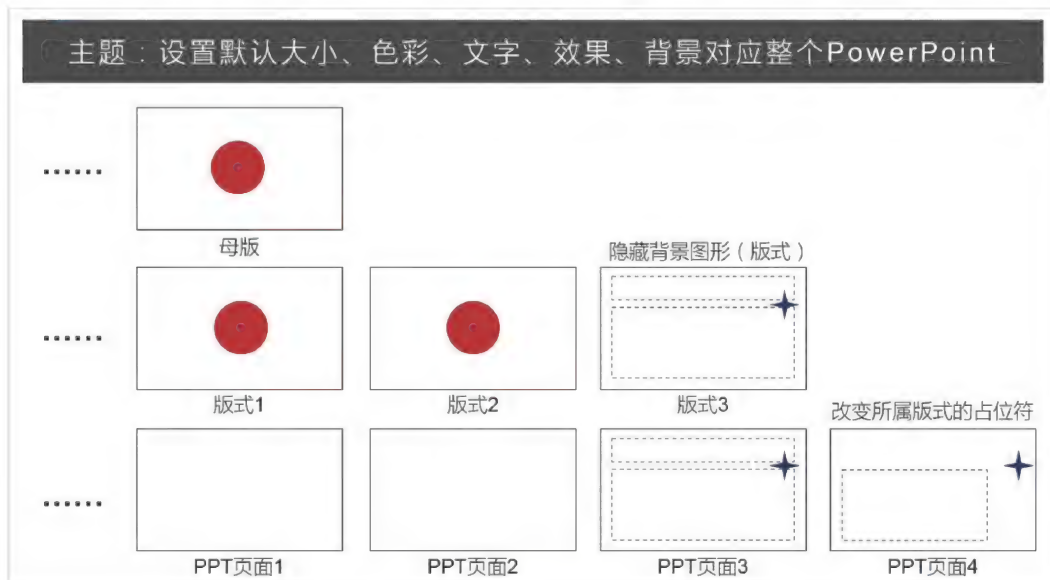 主题：设置默认大小、色彩、文字、效果、背景对应整个PowerPoint
......
母版
隐藏背景图形（版式）
......
版式1
版式2
版式3
改变所属版式的占位符
......
PPT页面1
PPT页面2
PPT页面3
PPT页面4